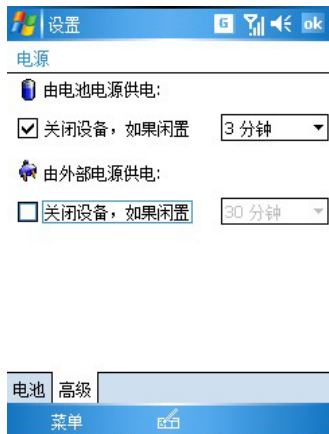 设置 G ok
电源
由电池电源供电:
关闭设备，如果闲置 3 分钟
由外部电源供电:
关闭设备，如果闲置 30 分钟
电池 高级
菜单